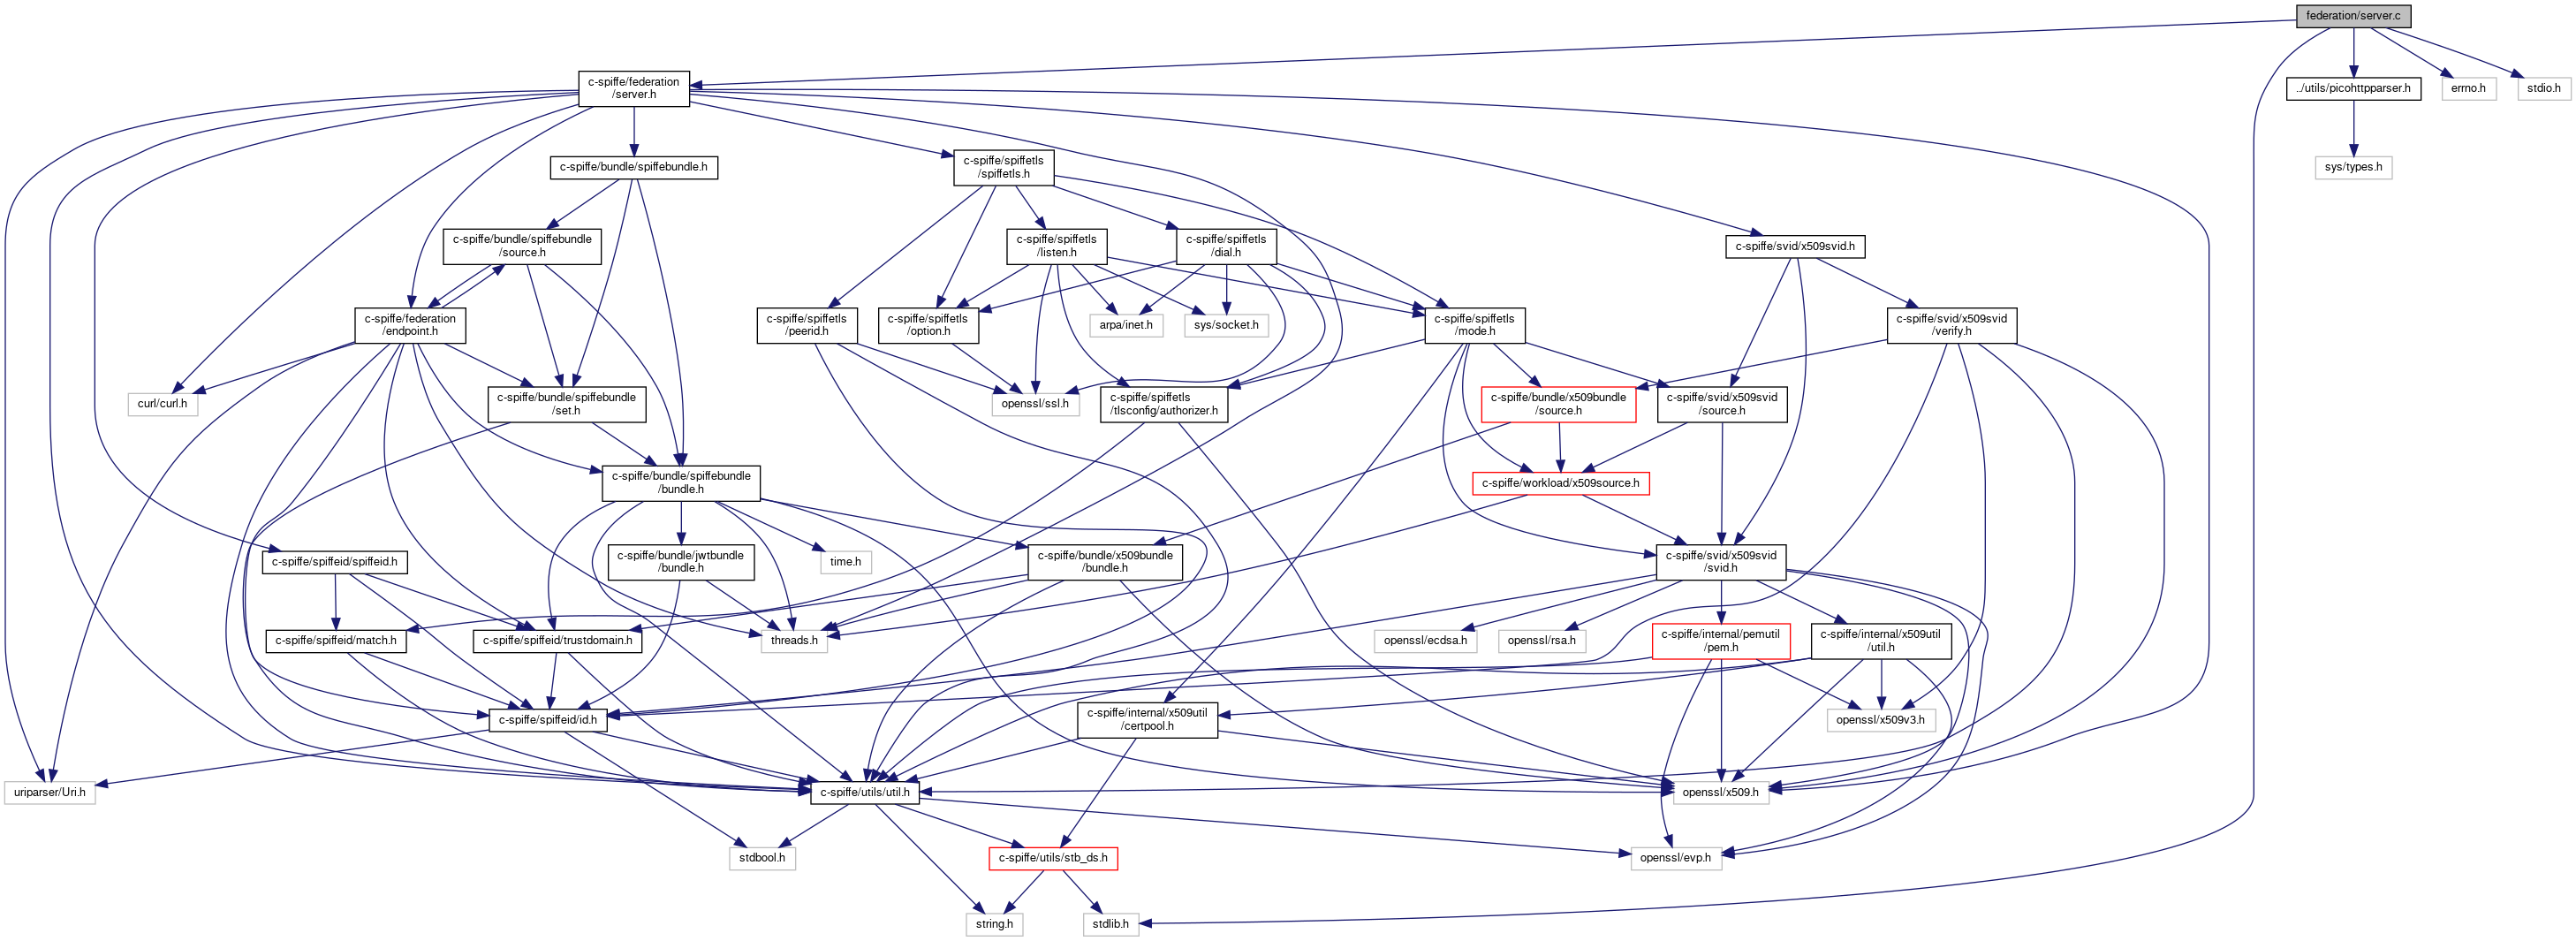 federation/server.c
c-spiffe/federation
/server.h
../utils/picohttpparser.h
errno.h
stdio.h
c-spiffe/bundle/spiffebundle.h
c-spiffe/spiffetls
/spiffetls.h
sys/types.h
c-spiffe/bundle/spiffebundle
/source.h
c-spiffe/spiffetls
/listen.h
c-spiffe/spiffetls
/dial.h
c-spiffe/svid/x509svid.h
c-spiffe/federation
/endpoint.h
c-spiffe/spiffetls
/peerid.h
c-spiffe/spiffetls
/option.h
arpa/inet.h
sys/socket.h
c-spiffe/spiffetls
/mode.h
c-spiffe/svid/x509svid
/verify.h
curl/curl.h
c-spiffe/bundle/spiffebundle
/set.h
openssl/ssl.h
c-spiffe/spiffetls
/tlsconfig/authorizer.h
c-spiffe/bundle/x509bundle
/source.h
c-spiffe/svid/x509svid
/source.h
c-spiffe/bundle/spiffebundle
/bundle.h
c-spiffe/workload/x509source.h
c-spiffe/spiffeid/spiffeid.h
c-spiffe/bundle/jwtbundle
/bundle.h
time.h
c-spiffe/bundle/x509bundle
/bundle.h
c-spiffe/svid/x509svid
/svid.h
c-spiffe/spiffeid/match.h
c-spiffe/spiffeid/trustdomain.h
threads.h
openssl/ecdsa.h
openssl/rsa.h
c-spiffe/internal/pemutil
/pem.h
c-spiffe/internal/x509util
/util.h
c-spiffe/spiffeid/id.h
c-spiffe/internal/x509util
/certpool.h
openssl/x509v3.h
uriparser/Uri.h
c-spiffe/utils/util.h
openssl/x509.h
stdbool.h
c-spiffe/utils/stb_ds.h
openssl/evp.h
string.h
stdlib.h